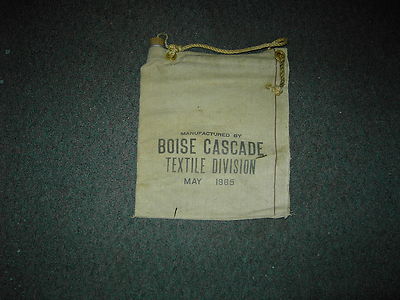 MANUFACTURED BY
BOISE CASCADE
TEXTILE DIVISION
MAY 1985